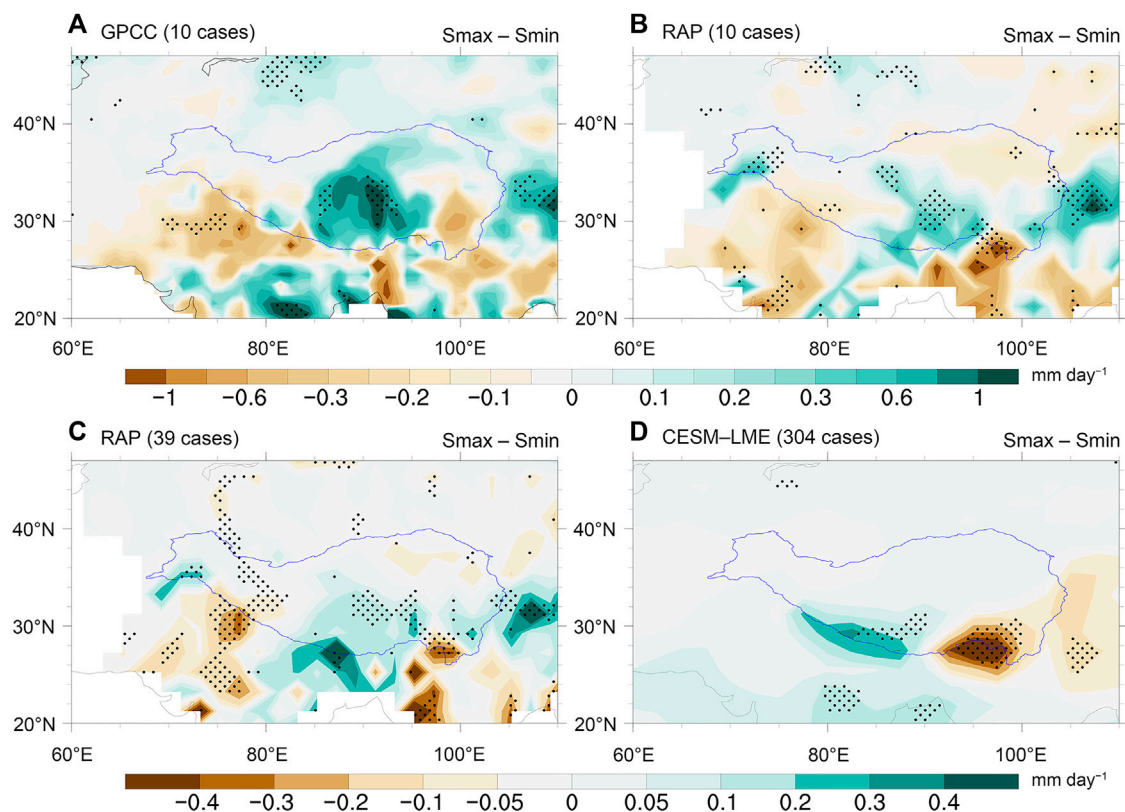 A GPCC (10 cases) Smax – Smin
B RAP (10 cases) Smax – Smin
40°N
30°N
20°N
60°E 80°E 100°E
40°N
30°N
20°N
60°E 80°E 100°E
−1 −0.6 −0.3 −0.2 −0.1 0 0.1 0.2 0.3 0.6 1 mm day⁻¹
C RAP (39 cases) Smax – Smin
D CESM–LME (304 cases) Smax – Smin
40°N
30°N
20°N
60°E 80°E 100°E
40°N
30°N
20°N
60°E 80°E 100°E
−0.4 −0.3 −0.2 −0.1 −0.05 0 0.05 0.1 0.2 0.3 0.4 mm day⁻¹